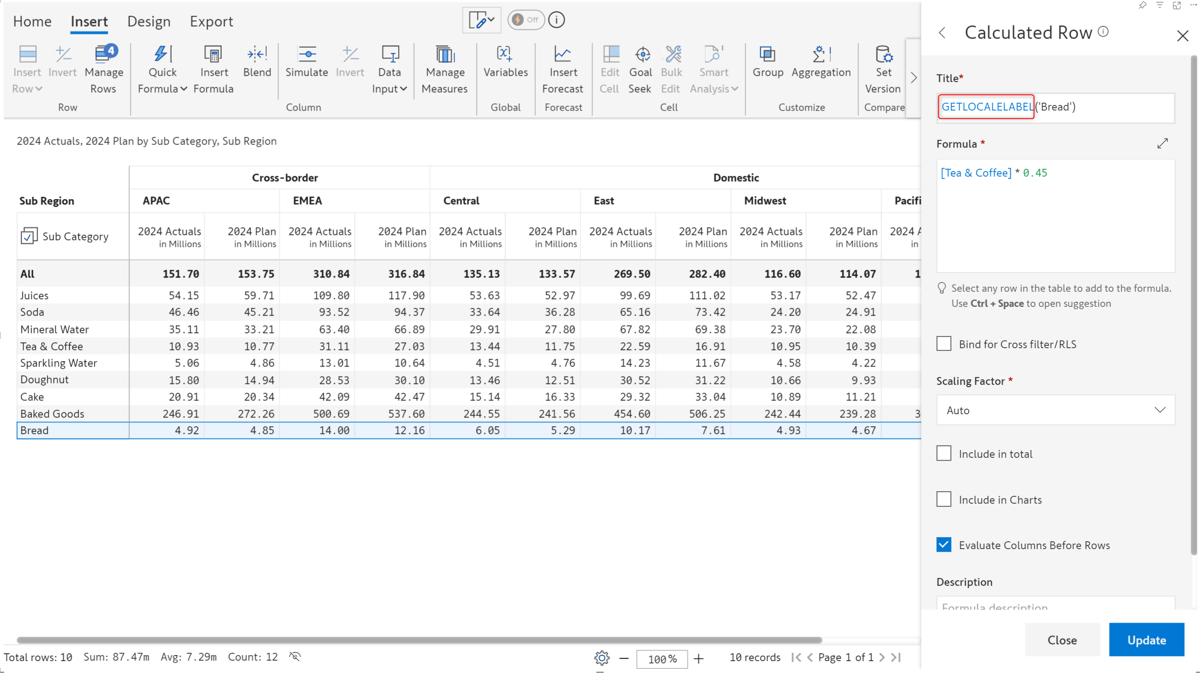 Home Insert Design Export
Off
Insert Row
Invert
Manage Rows
4
Row
Quick Formula
Insert Formula
Blend
Simulate
Invert
Data Input
Column
Manage Measures
Variables
Global
Insert Forecast
Forecast
Edit Cell
Goal Seek
Bulk Edit
Smart Analysis
Cell
Group
Aggregation
Customize
Set Version
Compare
2024 Actuals, 2024 Plan by Sub Category, Sub Region
Cross-border Domestic
Sub Region APAC EMEA Central East Midwest Pacifi
Sub Category 2024 Actuals 2024 Plan 2024 Actuals 2024 Plan 2024 Actuals 2024 Plan 2024 Actuals 2024 Plan 2024 Actuals 2024 Plan 2024 A
in Millions in Millions in Millions in Millions in Millions in Millions in Millions in Millions in Millions in Millions
All 151.70 153.75 310.84 316.84 135.13 133.57 269.50 282.40 116.60 114.07 1
Juices 54.15 59.71 109.80 117.90 53.63 52.97 99.69 111.02 53.17 52.47
Soda 46.46 45.21 93.52 94.37 33.64 36.28 65.16 73.42 24.20 24.91
Mineral Water 35.11 33.21 63.40 66.89 29.91 27.80 67.82 69.38 23.70 22.08
Tea & Coffee 10.93 10.77 31.11 27.03 13.44 11.75 22.59 16.91 10.95 10.39
Sparkling Water 5.06 4.86 13.01 10.64 4.51 4.76 14.23 11.67 4.58 4.22
Doughnut 15.80 14.94 28.53 30.10 13.46 12.51 30.52 31.22 10.66 9.93
Cake 20.91 20.34 42.09 42.47 15.14 16.33 29.32 33.04 10.89 11.21
Baked Goods 246.91 272.26 500.69 537.60 244.55 241.56 454.60 506.25 242.44 239.28 3
Bread 4.92 4.85 14.00 12.16 6.05 5.29 10.17 7.61 4.93 4.67
Total rows: 10 Sum: 87.47m Avg: 7.29m Count: 12
100 %
10 records
Page 1 of 1
Calculated Row
Title*
GETLOCALELABEL('Bread')
Formula *
[Tea & Coffee] * 0.45
Select any row in the table to add to the formula.
Use Ctrl + Space to open suggestion
Bind for Cross filter/RLS
Scaling Factor *
Auto
Include in total
Include in Charts
Evaluate Columns Before Rows
Description
Formula description
Close Update